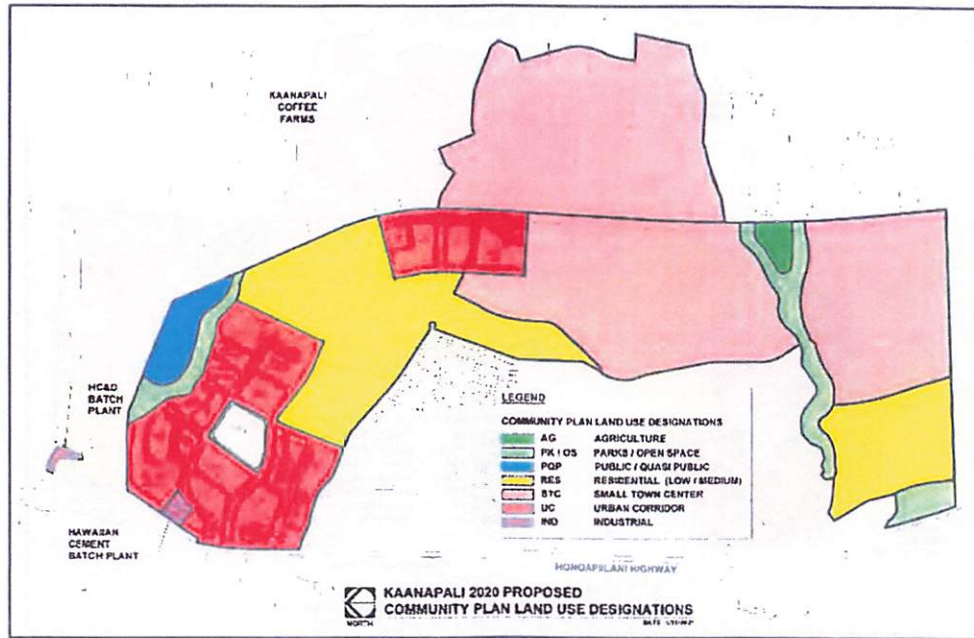 KAANAPALI
COFFEE
FARMS
HC&D
BATCH
PLANT
HAWAIIAN
CEMENT
BATCH PLANT
LEGEND
COMMUNITY PLAN LAND USE DESIGNATIONS
AG AGRICULTURE
PK / OS PARKS / OPEN SPACE
PQP PUBLIC / QUASI PUBLIC
RES RESIDENTIAL (LOW / MEDIUM)
STC SMALL TOWN CENTER
UC URBAN CORRIDOR
IND INDUSTRIAL
HONOAPIILANI HIGHWAY
NORTH
KAANAPALI 2020 PROPOSED
COMMUNITY PLAN LAND USE DESIGNATIONS
DATE